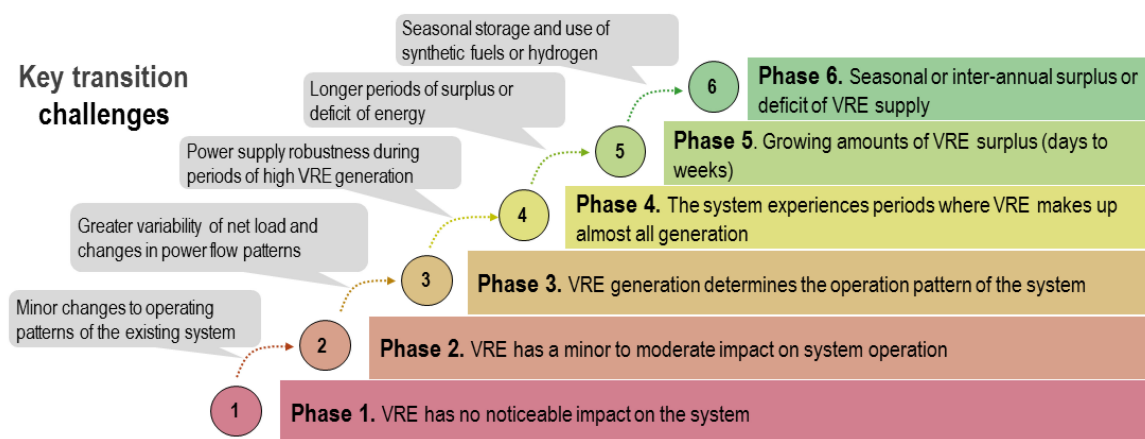 Key transition
challenges
Seasonal storage and use of
synthetic fuels or hydrogen
Longer periods of surplus or
deficit of energy
Power supply robustness during
periods of high VRE generation
Greater variability of net load and
changes in power flow patterns
Minor changes to operating
patterns of the existing system
6
Phase 6. Seasonal or inter-annual surplus or
deficit of VRE supply
5
Phase 5. Growing amounts of VRE surplus (days to
weeks)
4
Phase 4. The system experiences periods where VRE makes up
almost all generation
3
Phase 3. VRE generation determines the operation pattern of the system
2
Phase 2. VRE has a minor to moderate impact on system operation
1
Phase 1. VRE has no noticeable impact on the system